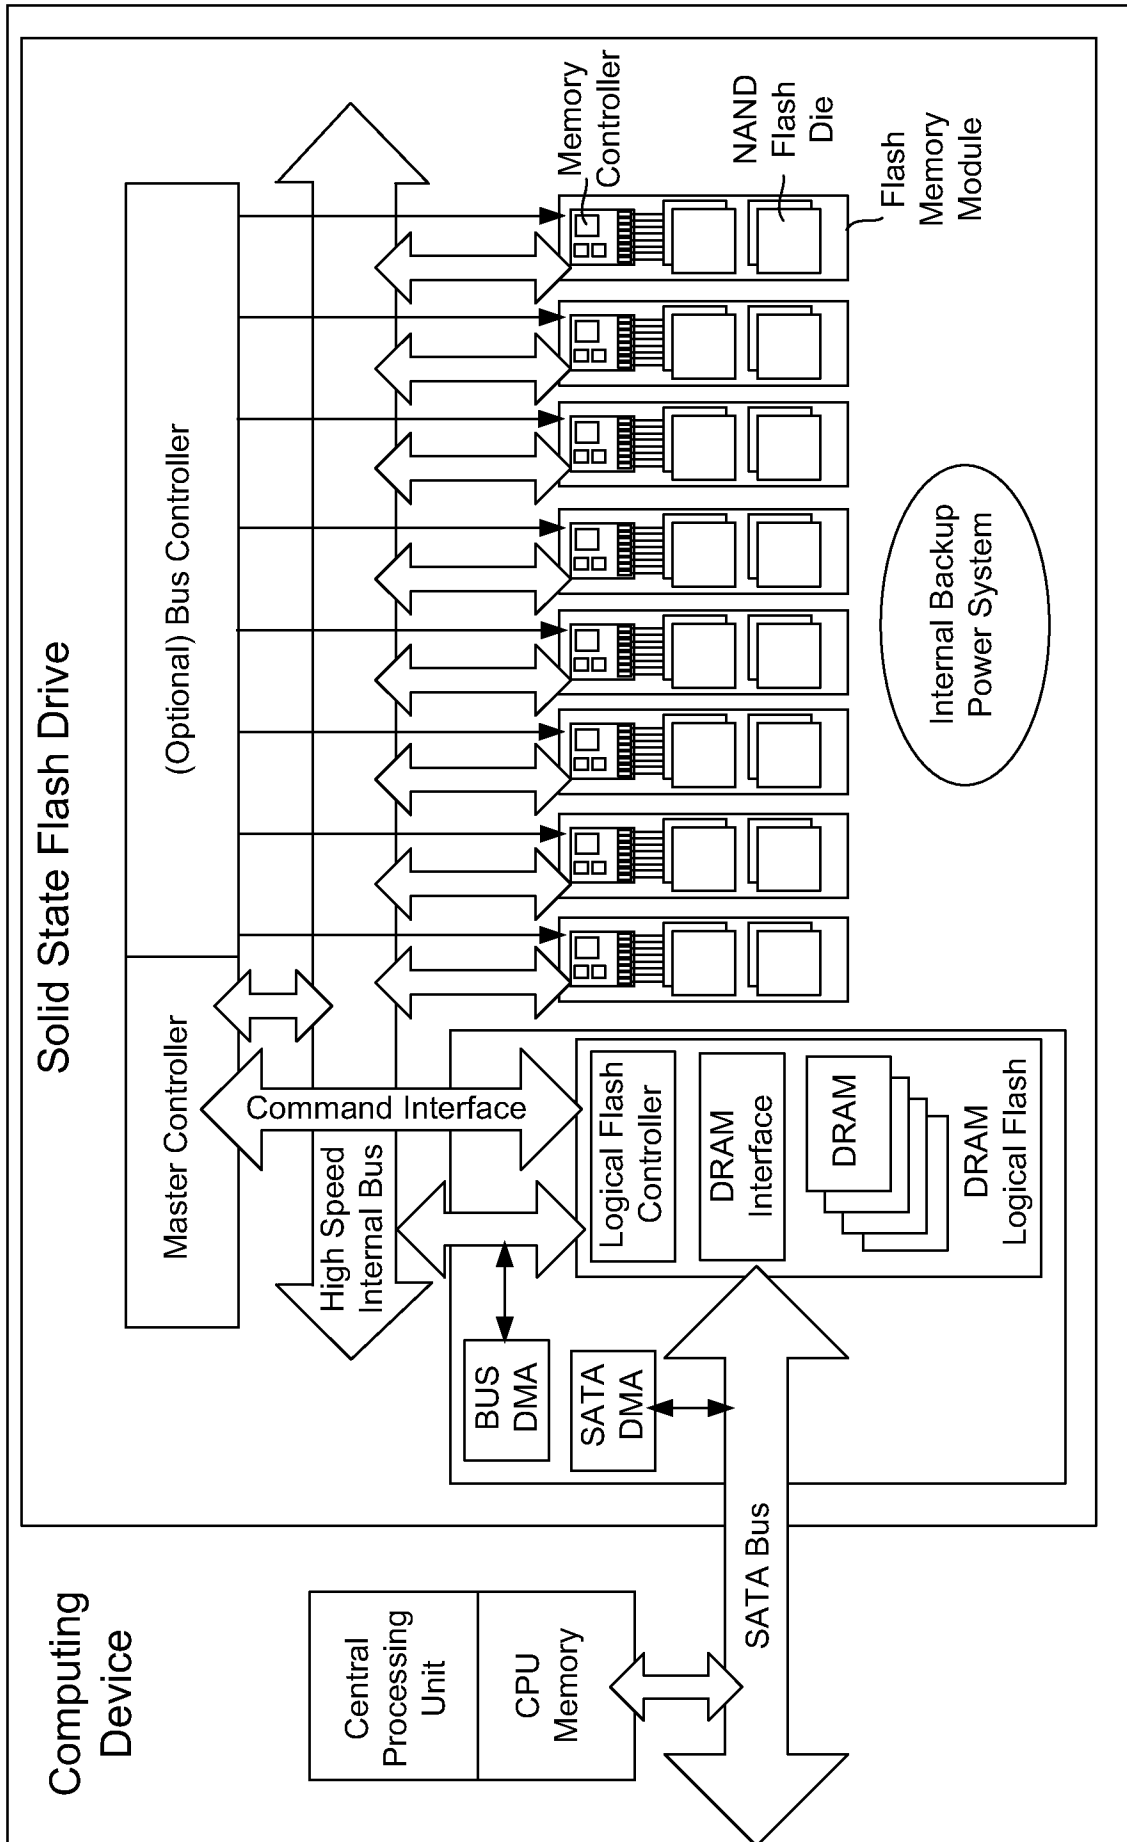 Computing
Device
Solid State Flash Drive
Master Controller
(Optional) Bus Controller
High Speed
Internal Bus
Command Interface
Central
Processing
Unit
CPU
Memory
BUS
DMA
SATA
DMA
SATA Bus
Logical Flash
Controller
DRAM
Interface
DRAM
DRAM
Logical Flash
Memory
Controller
NAND
Flash
Die
Flash
Memory
Module
Internal Backup
Power System